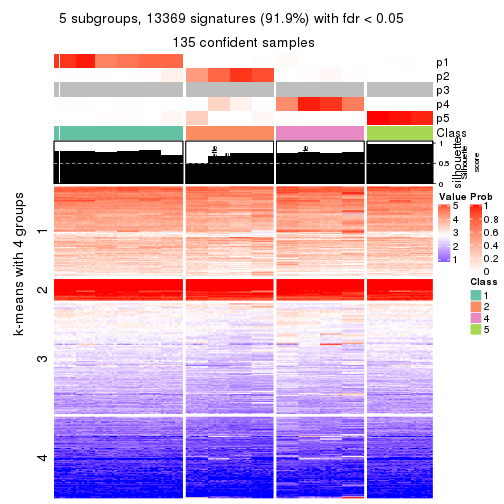 5 subgroups, 13369 signatures (91.9%) with fdr < 0.05
135 confident samples
p1
p2
p3
p4
p5
Class
1
0.5
0
silhouette
silhouette
score
k-means with 4 groups
1
2
3
4
Value
5
4
3
2
1
Prob
1
0.8
0.6
0.4
0.2
0
Class
1
2
4
5